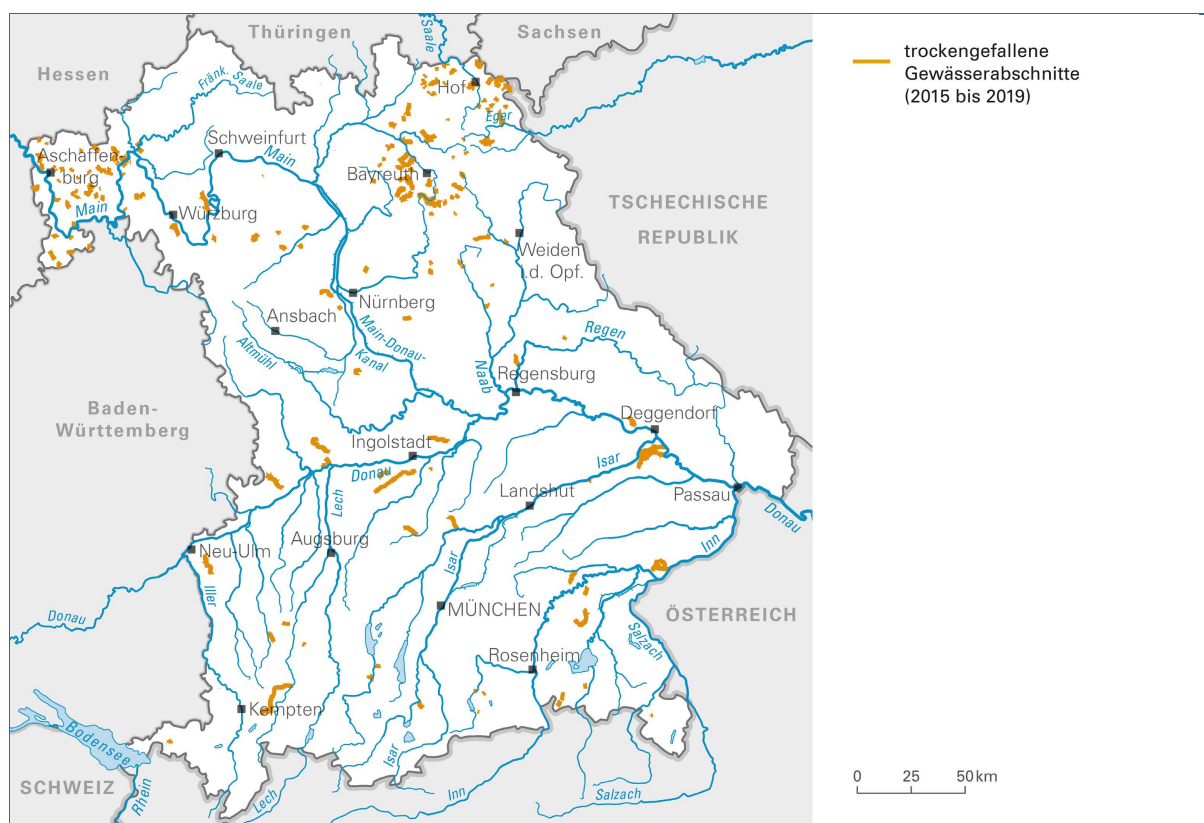 Thüringen
Sachsen
Hessen
Saale
Fränk. Saale
Hof
Eger
Schweinfurt
Main
Aschaffen-
burg
Bayreuth
Main
Würzburg
TSCHECHISCHE
REPUBLIK
Weiden
i.d. Opf.
Nürnberg
Ansbach
Main-Donau-
Kanal
Altmühl
Regen
Naab
Regensburg
Baden-
Württemberg
Deggendorf
Ingolstadt
Donau
Isar
Lech
Landshut
Passau
Donau
Neu-Ulm
Augsburg
Isar
Inn
Iller
MÜNCHEN
ÖSTERREICH
Donau
Salzach
Rosenheim
Kempten
Bodensee
Isar
SCHWEIZ
Rhein
Lech
Inn
Salzach
trockengefallene
Gewässerabschnitte
(2015 bis 2019)
0 25 50 km